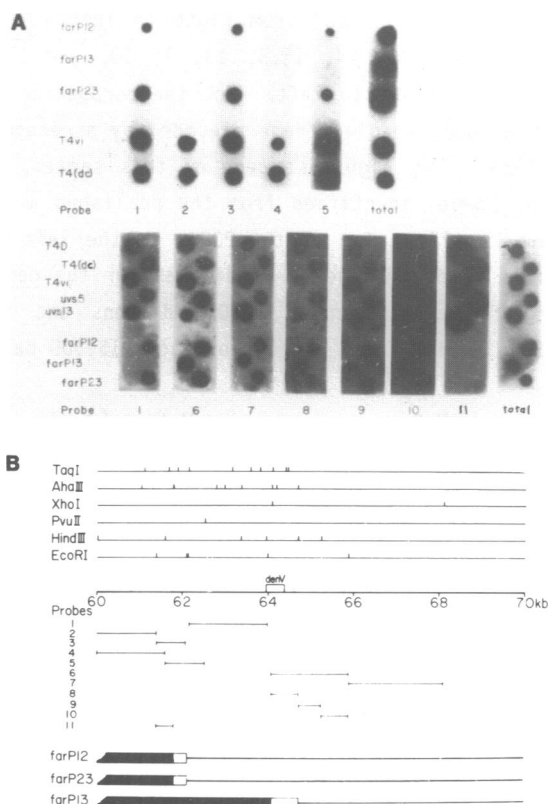 A
farP12
farP13
farP23
T4vi
T4(dc)
Probe 1 2 3 4 5 total
T4D
T4(dc)
T4vi
uvs5
uvs13
farP12
farP13
farP23
Probe 1 6 7 8 9 10 11 total
B
TaqI
AhaIII
XhoI
PvuII
HindIII
EcoRI
denV
60 62 64 66 68 70kb
Probes
1
2
3
4
5
6
7
8
9
10
11
farP12
farP23
farP13